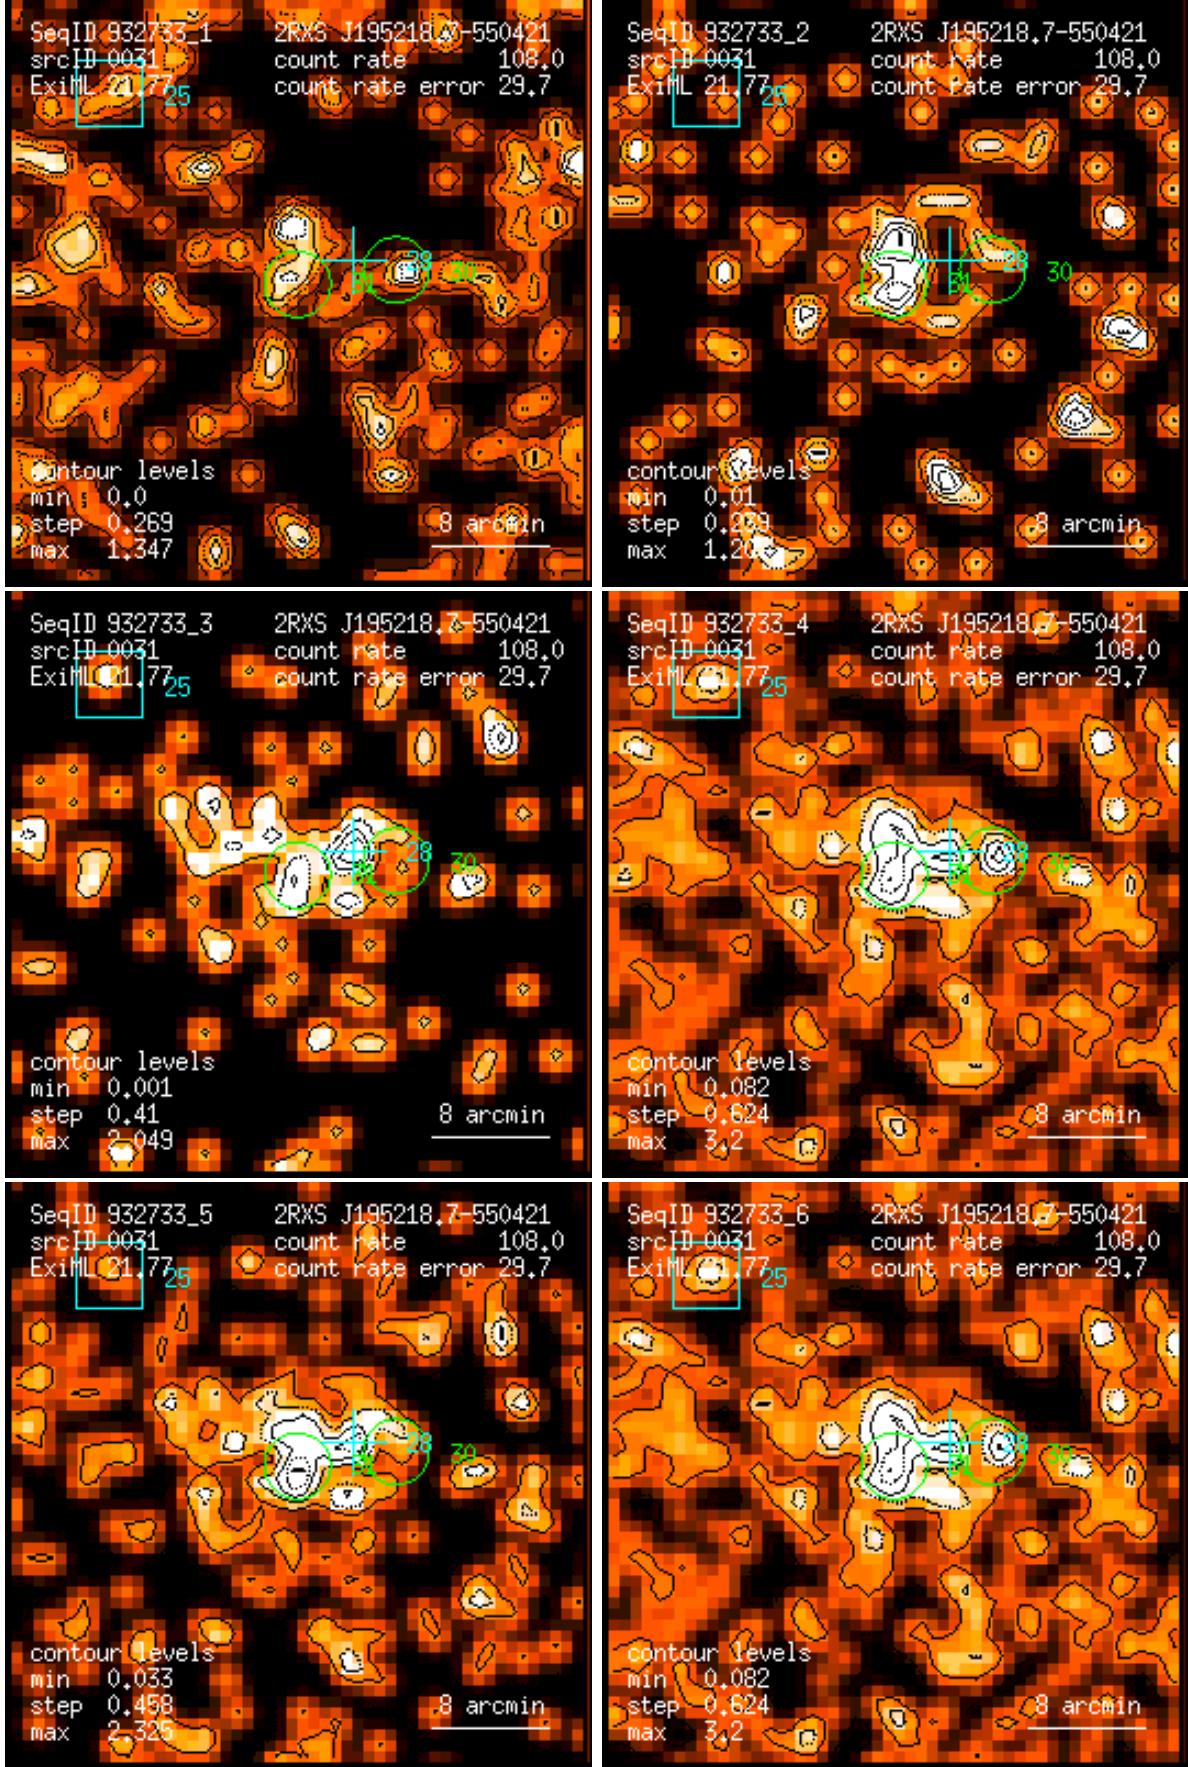 SeqID 932733_1 2RXS J195218.7-550421
srcID 0031 count rate 108.0
ExiML 21.77 count rate error 29.7
25
28
30
31
contour levels
min 0.0
step 0.269 8 arcmin
max 1.347
SeqID 932733_2 2RXS J195218.7-550421
srcID 0031 count rate 108.0
ExiML 21.77 count rate error 29.7
25
28
30
31
contour levels
min 0.01
step 0.239 8 arcmin
max
SeqID 932733_3 2RXS J195218.7-550421
srcID 0031 count rate 108.0
ExiML 21.77 count rate error 29.7
25
28
30
31
contour levels
min 0.001
step 0.41 8 arcmin
max 2.049
SeqID 932733_4 2RXS J195218.7-550421
srcID 0031 count rate 108.0
ExiML 21.77 count rate error 29.7
25
28
30
31
contour levels
min 0.082
step 0.624 8 arcmin
max 3.2
SeqID 932733_5 2RXS J195218.7-550421
srcID 0031 count rate 108.0
ExiML 21.77 count rate error 29.7
25
28
30
31
contour levels
min 0.033
step 0.458 8 arcmin
max 2.325
SeqID 932733_6 2RXS J195218.7-550421
srcID 0031 count rate 108.0
ExiML 21.77 count rate error 29.7
25
28
30
31
contour levels
min 0.082
step 0.624 8 arcmin
max 3.2